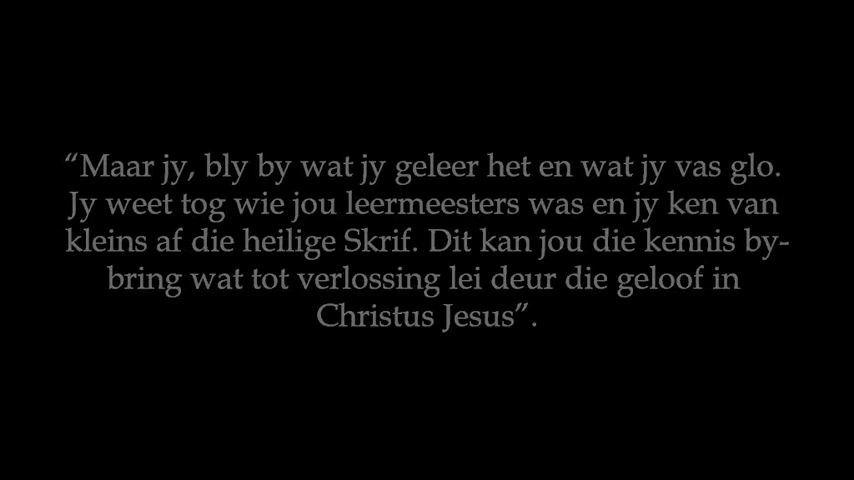 “Maar jy, bly by wat jy geleer het en wat jy vas glo.
Jy weet tog wie jou leermeesters was en jy ken van
kleins af die heilige Skrif. Dit kan jou die kennis by-
bring wat tot verlossing lei deur die geloof in
Christus Jesus”.